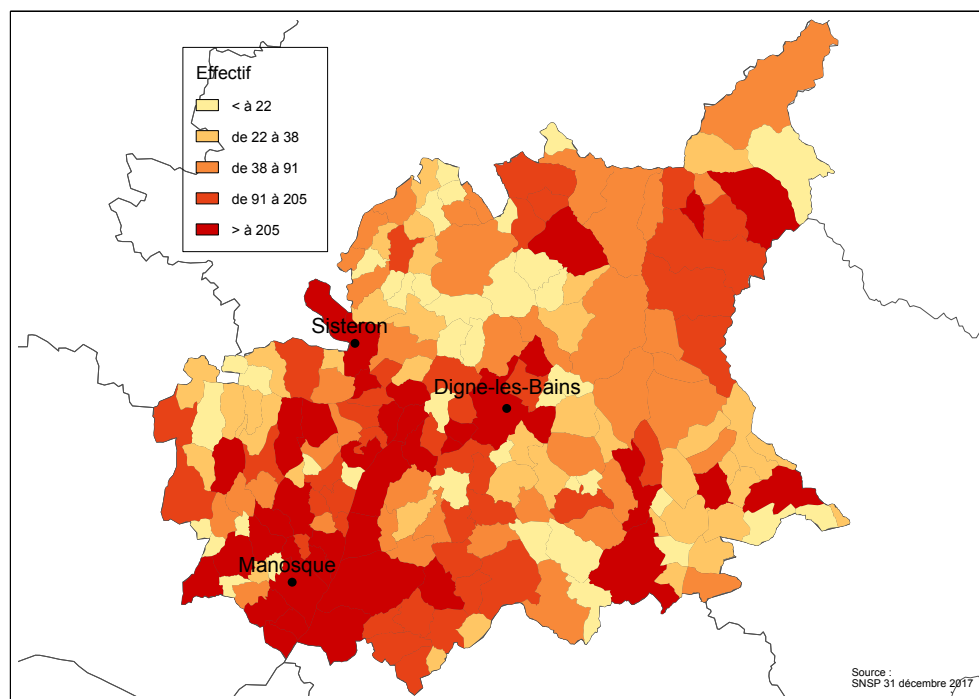 Effectif
< à 22
de 22 à 38
de 38 à 91
de 91 à 205
> à 205
Sisteron
Digne-les-Bains
Manosque
Source :
SNSP 31 décembre 2017